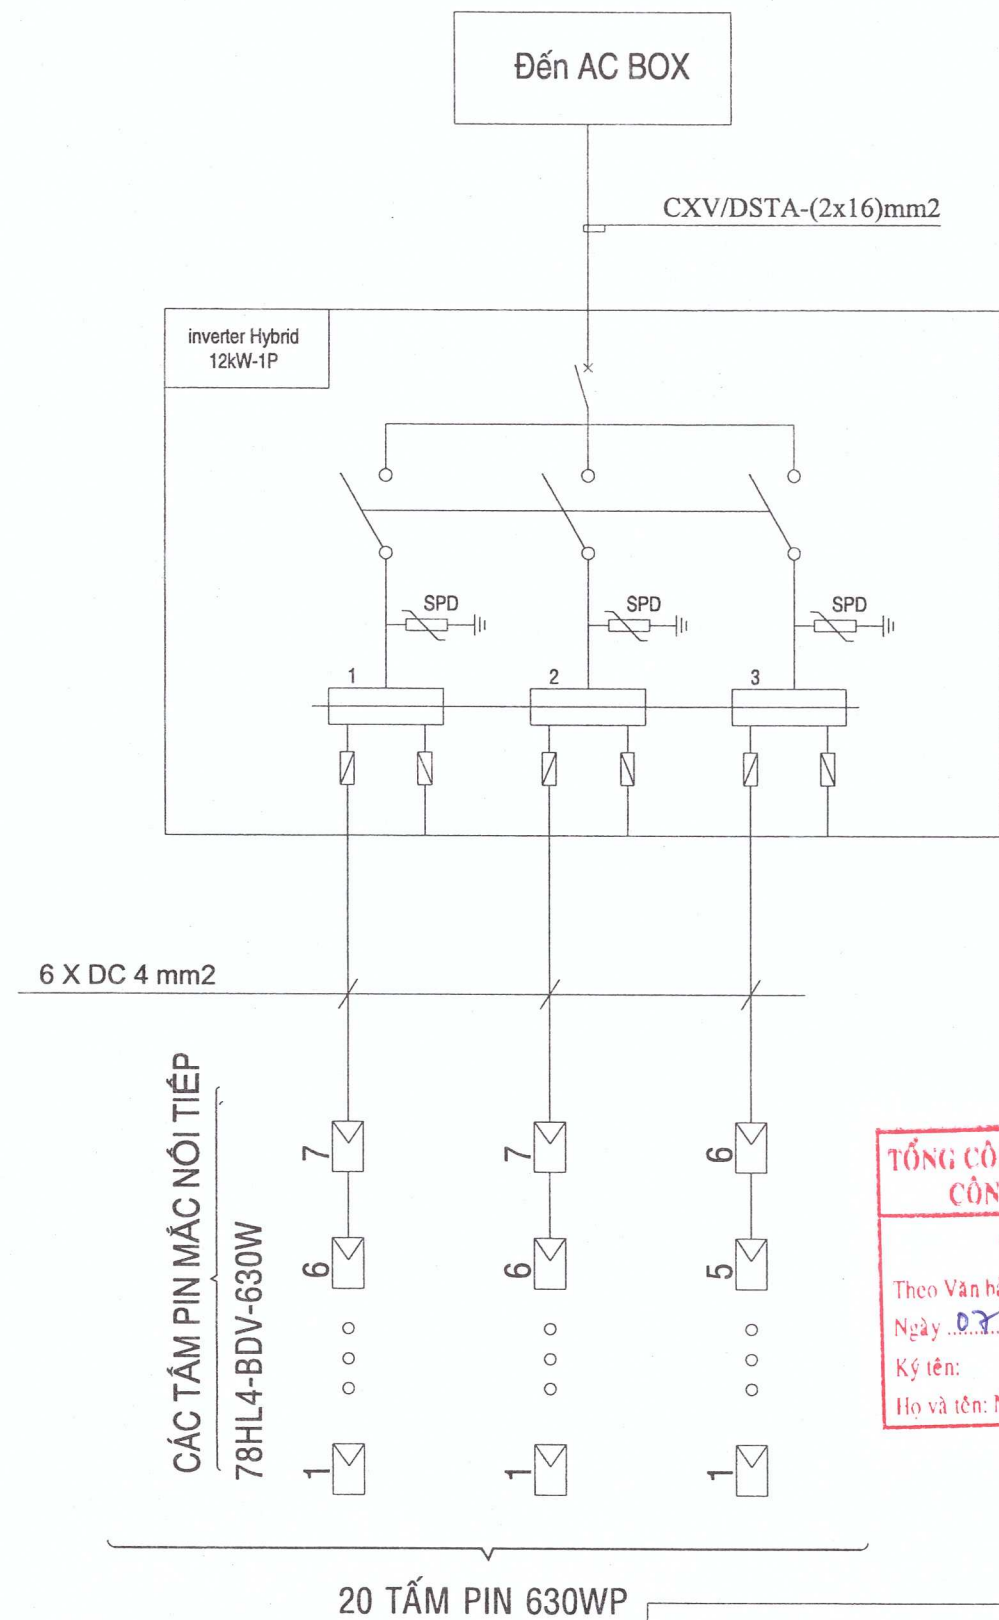 Đến AC BOX
CXV/DSTA-(2x16)mm2
inverter Hybrid
12kW-1P
SPD
SPD
SPD
1
2
3
6 X DC 4 mm2
CÁC TẤM PIN MẮC NỐI TIẾP
78HL4-BDV-630W
7
7
6
6
6
5
1
1
1
TỔNG CÔ
CÔN
Theo Văn b
Ngày 07
Ký tên:
Họ và tên:
20 TẤM PIN 630WP